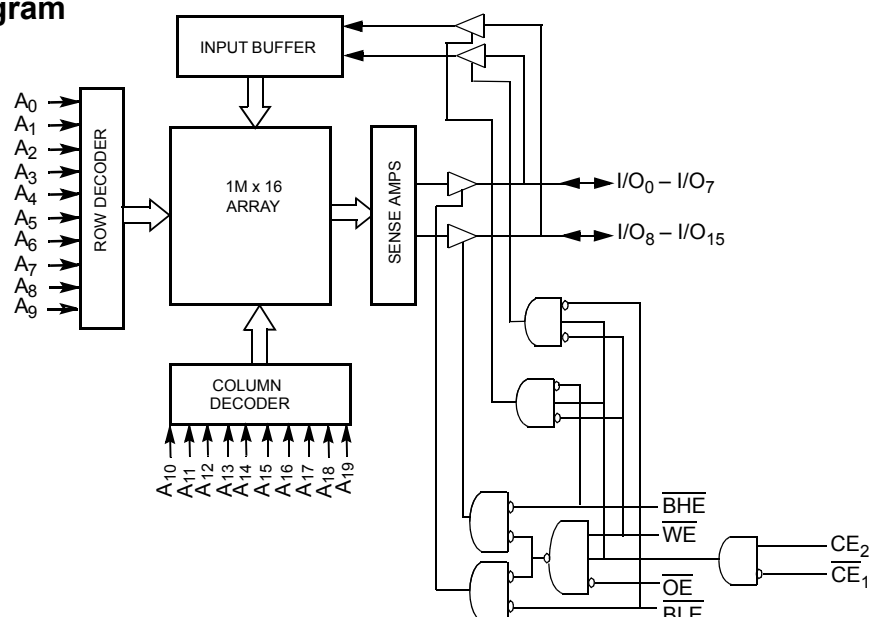 gram
INPUT BUFFER
A0
A1
A2
A3
A4
A5
A6
A7
A8
A9
ROW DECODER
1M x 16
ARRAY
SENSE AMPS
I/O0 – I/O7
I/O8 – I/O15
COLUMN
DECODER
A10
A11
A12
A13
A14
A15
A16
A17
A18
A19
BHE
WE
CE2
CE1
OE
BLE